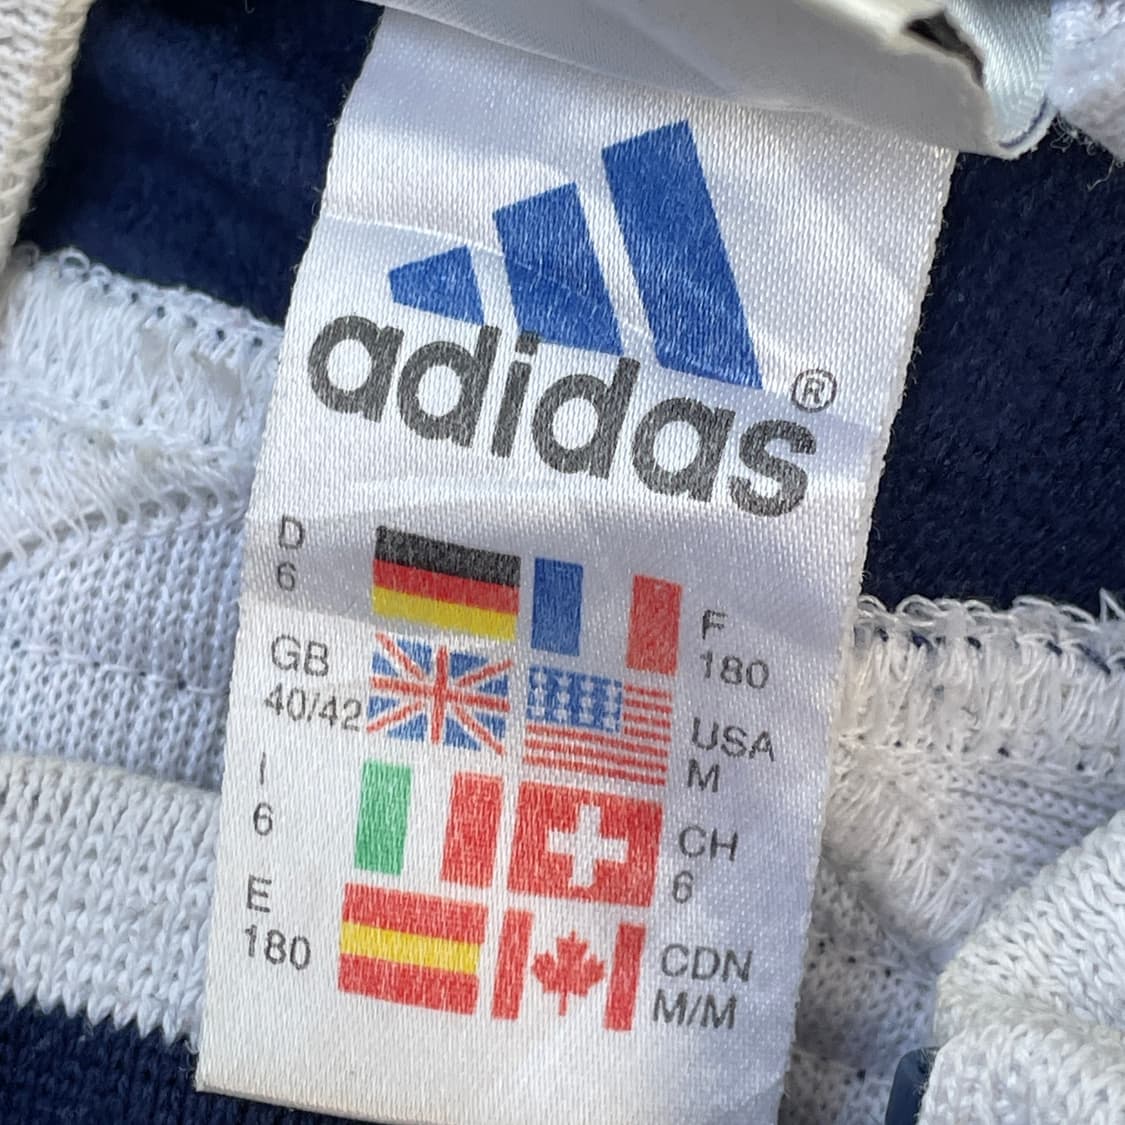 adidas®
D
6
F
180
GB
40/42
USA
M
I
6
CH
6
E
180
CDN
M/M